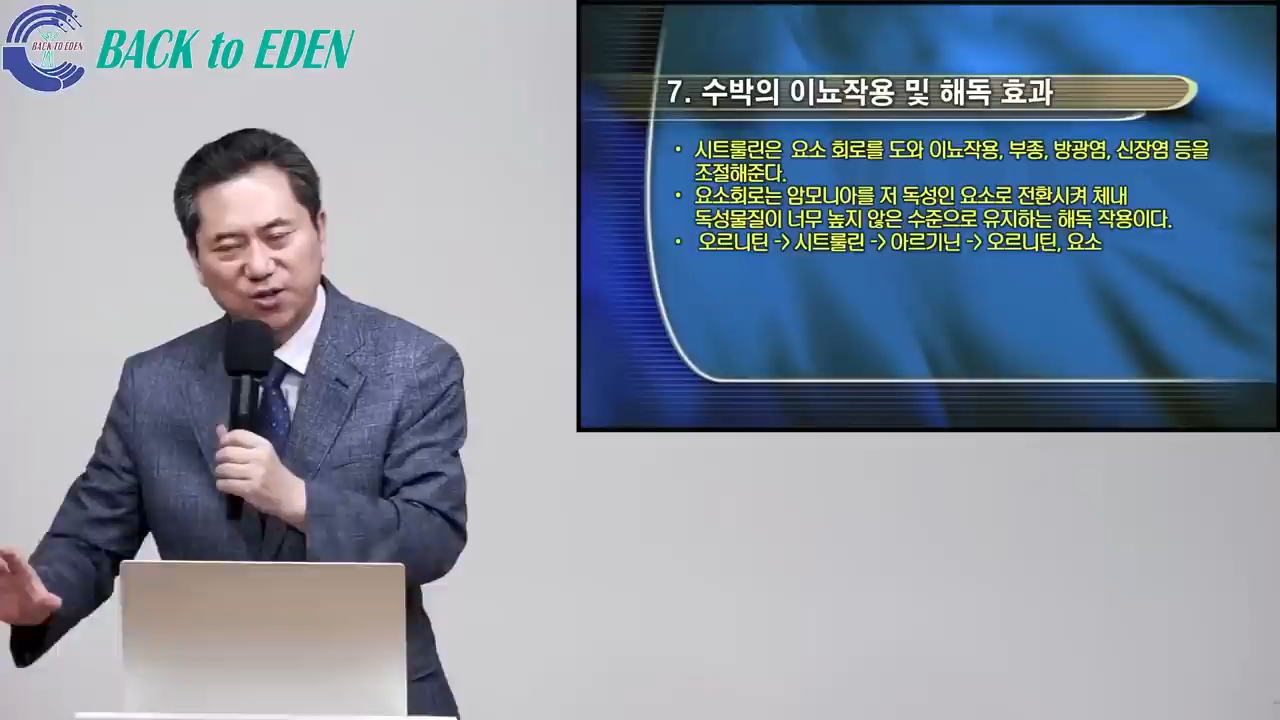 BACK TO EDEN
BACK to EDEN
7. 수박의 이뇨작용 및 해독 효과
• 시트룰린은 요소 회로를 도와 이뇨작용, 부종, 방광염, 신장염 등을
조절해준다.
• 요소회로는 암모니아를 저 독성인 요소로 전환시켜 체내
독성물질이 너무 높지 않은 수준으로 유지하는 해독 작용이다.
• 오르니틴 -> 시트룰린 -> 아르기닌 -> 오르니틴, 요소